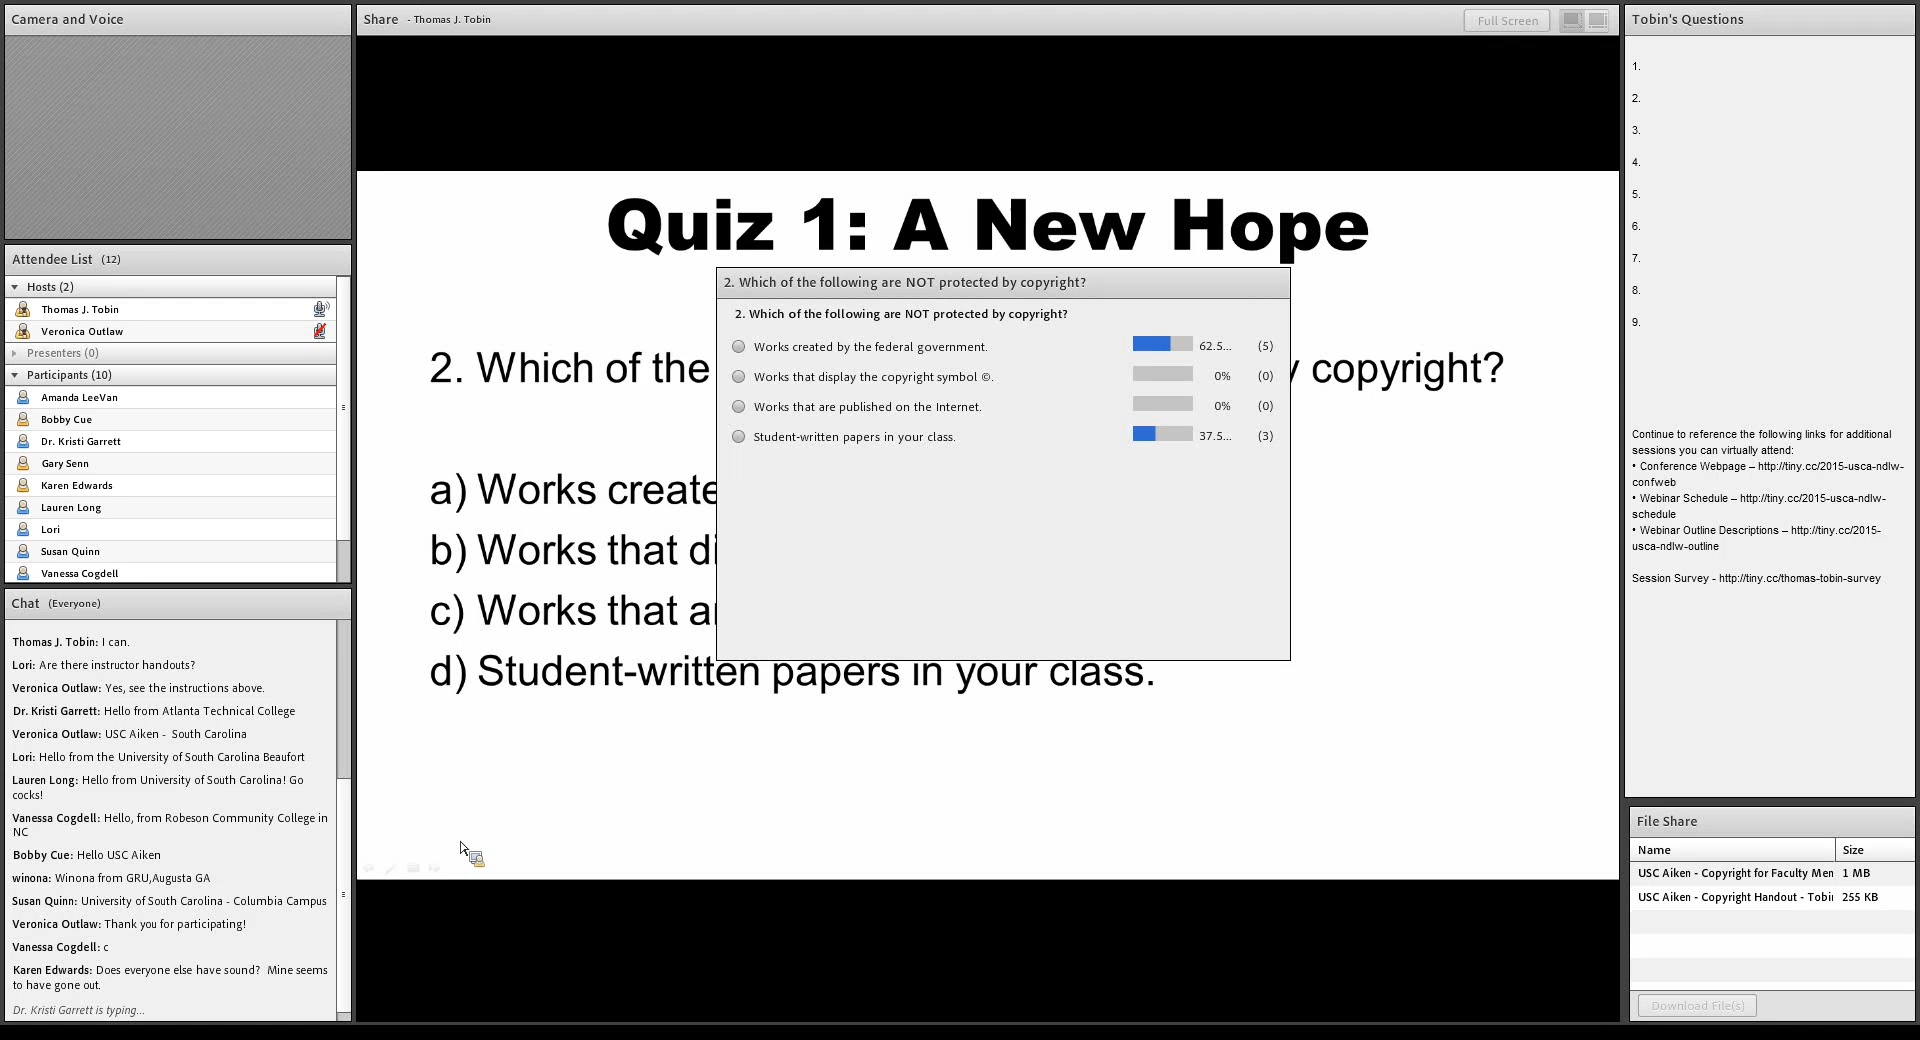 Camera and Voice
Attendee List (12)
Hosts (2)
Thomas J. Tobin
Veronica Outlaw
Presenters (0)
Participants (10)
Amanda LeeVan
Bobby Cue
Dr. Kristi Garrett
Gary Senn
Karen Edwards
Lauren Long
Lori
Susan Quinn
Vanessa Cogdell
Chat (Everyone)
Thomas J. Tobin: I can.
Lori: Are there instructor handouts?
Veronica Outlaw: Yes, see the instructions above.
Dr. Kristi Garrett: Hello from Atlanta Technical College
Veronica Outlaw: USC Aiken - South Carolina
Lori: Hello from the University of South Carolina Beaufort
Lauren Long: Hello from University of South Carolina! Go
cocks!
Vanessa Cogdell: Hello, from Robeson Community College in
NC
Bobby Cue: Hello USC Aiken
winona: Winona from GRU,Augusta GA
Susan Quinn: University of South Carolina - Columbia Campus
Veronica Outlaw: Thank you for participating!
Vanessa Cogdell: c
Karen Edwards: Does everyone else have sound? Mine seems
to have gone out.
Dr. Kristi Garrett is typing...
Share - Thomas J. Tobin
Full Screen
Quiz 1: A New Hope
2. Which of the y copyright?
a) Works create
b) Works that di
c) Works that a
d) Student-written papers in your class.
2. Which of the following are NOT protected by copyright?
2. Which of the following are NOT protected by copyright?
Works created by the federal government. 62.5... (5)
Works that display the copyright symbol ©. 0% (0)
Works that are published on the Internet. 0% (0)
Student-written papers in your class. 37.5... (3)
Tobin's Questions
1.
2.
3.
4.
5.
6.
7.
8.
9.
Continue to reference the following links for additional
sessions you can virtually attend:
• Conference Webpage – http://tiny.cc/2015-usca-ndlw-
confweb
• Webinar Schedule – http://tiny.cc/2015-usca-ndlw-
schedule
• Webinar Outline Descriptions – http://tiny.cc/2015-
usca-ndlw-outline
Session Survey - http://tiny.cc/thomas-tobin-survey
File Share
Name Size
USC Aiken - Copyright for Faculty Men 1 MB
USC Aiken - Copyright Handout - Tobin 255 KB
Download File(s)